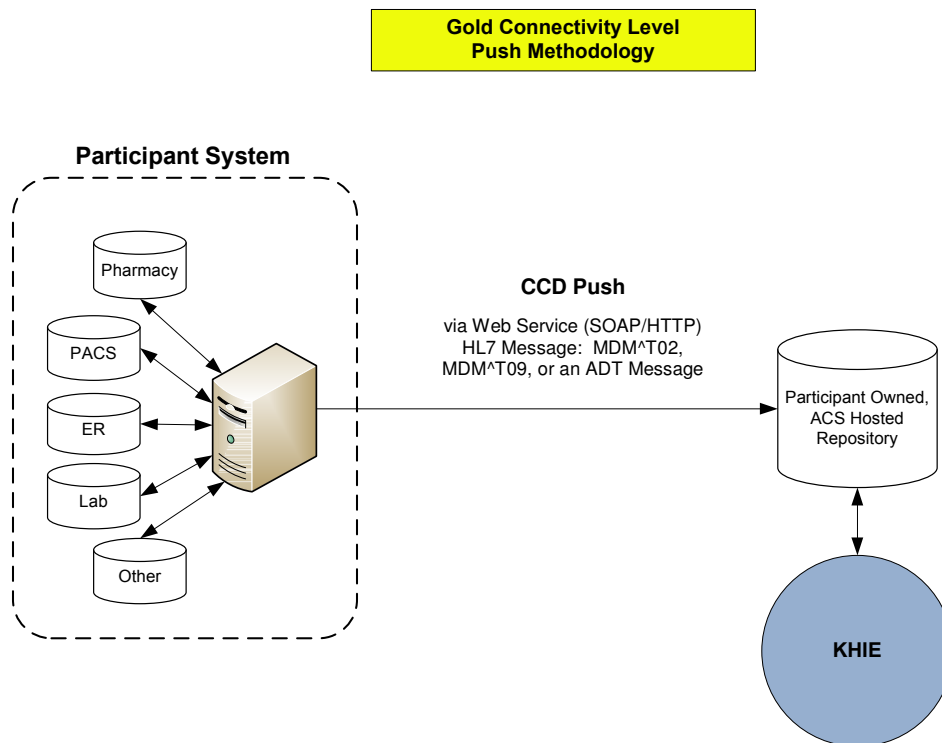 Gold Connectivity Level
Push Methodology
Participant System
Pharmacy
PACS
ER
Lab
Other
CCD Push
via Web Service (SOAP/HTTP)
HL7 Message:  MDM^T02,
MDM^T09, or an ADT Message
Participant Owned,
ACS Hosted
Repository
KHIE